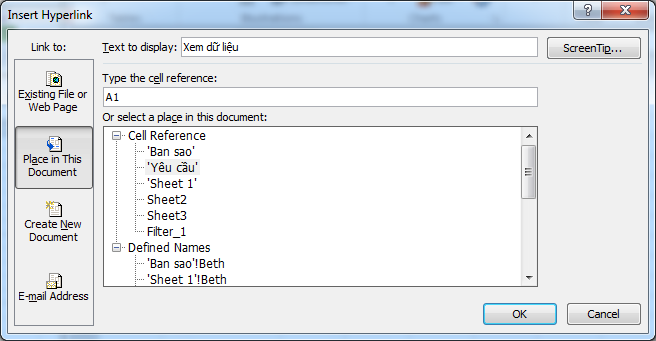 Insert Hyperlink
Link to:
Text to display:
Xem dữ liệu
ScreenTip...
Existing File or
Web Page
Type the cell reference:
A1
Or select a place in this document:
Place in This
Document
Cell Reference
'Ban sao'
'Yêu cầu'
'Sheet 1'
Sheet2
Sheet3
Filter_1
Defined Names
'Ban sao'!Beth
'Sheet 1'!Beth
Create New
Document
E-mail Address
OK
Cancel